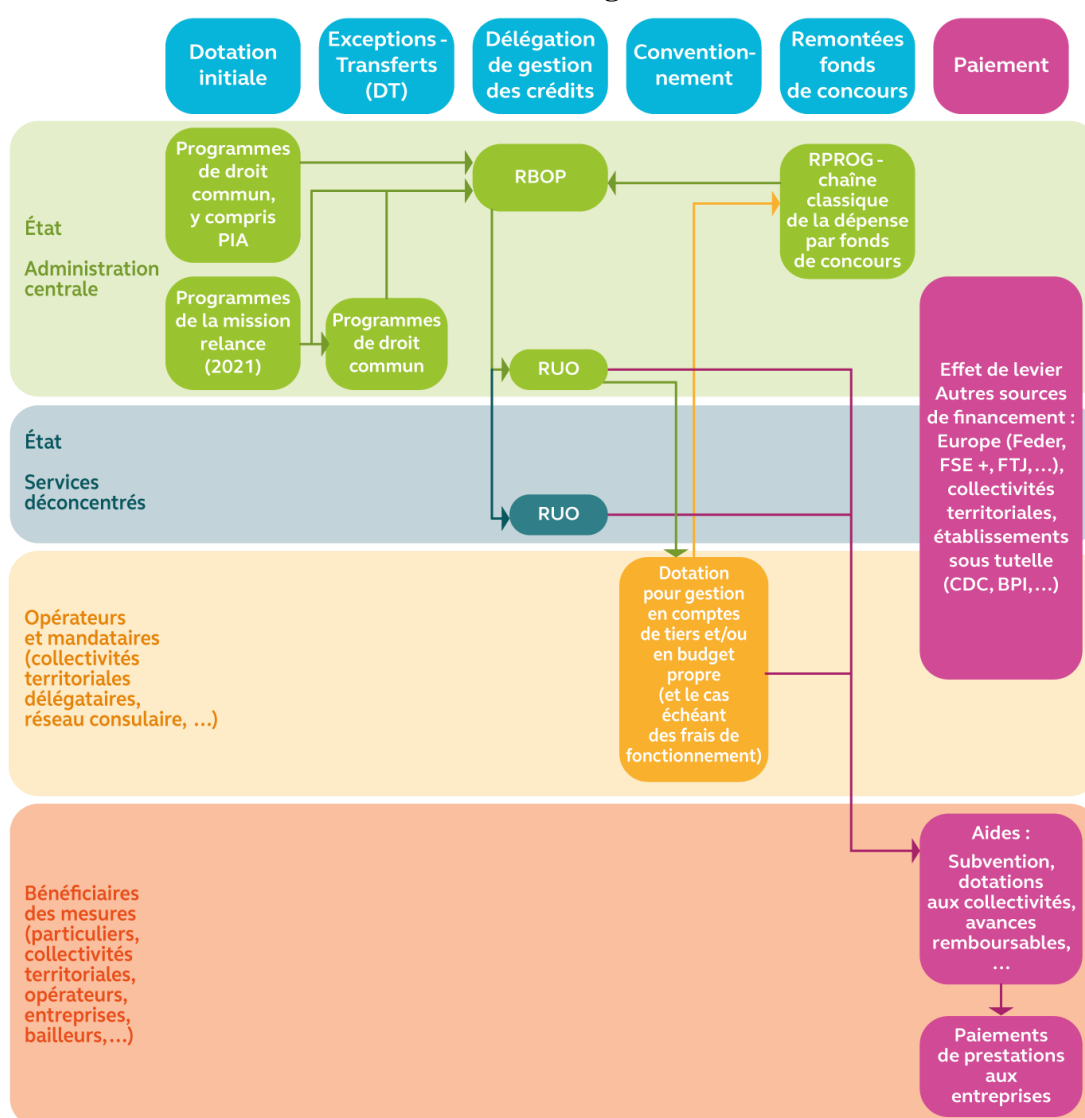 Dotation
initiale
Exceptions -
Transferts
(DT)
Délégation
de gestion
des crédits
Convention-
nement
Remontées
fonds
de concours
Paiement
État
Administration
centrale
Programmes
de droit
commun,
y compris
PIA
RBOP
RPROG -
chaîne
classique
de la dépense
par fonds
de concours
Programmes
de la mission
relance
(2021)
Programmes
de droit
commun
RUO
Effet de levier
Autres sources
de financement :
Europe (Feder,
FSE +, FTJ,...),
collectivités
territoriales,
établissements
sous tutelle
(CDC, BPI,...)
État
Services
déconcentrés
RUO
Opérateurs
et mandataires
(collectivités
territoriales
délégataires,
réseau consulaire, ...)
Dotation
pour gestion
en comptes
de tiers et/ou
en budget
propre
(et le cas
échéant
des frais de
fonctionnement)
Bénéficiaires
des mesures
(particuliers,
collectivités
territoriales,
opérateurs,
entreprises,
bailleurs,...)
Aides :
Subvention,
dotations
aux collectivités,
avances
remboursables,
...
Paiements
de prestations
aux
entreprises